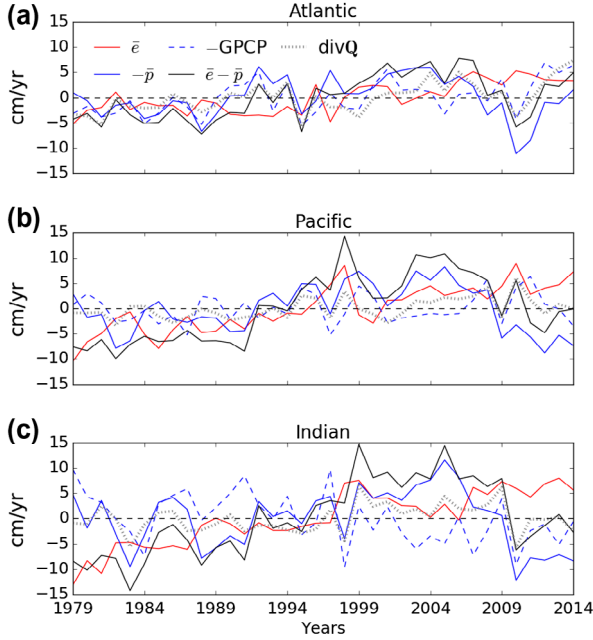 (a) Atlantic
15
10
5
0
−5
−10
−15
cm/yr
ē −GPCP divQ
−p̄ ē − p̄
(b) Pacific
15
10
5
0
−5
−10
−15
cm/yr
(c) Indian
15
10
5
0
−5
−10
−15
cm/yr
1979 1984 1989 1994 1999 2004 2009 2014
Years